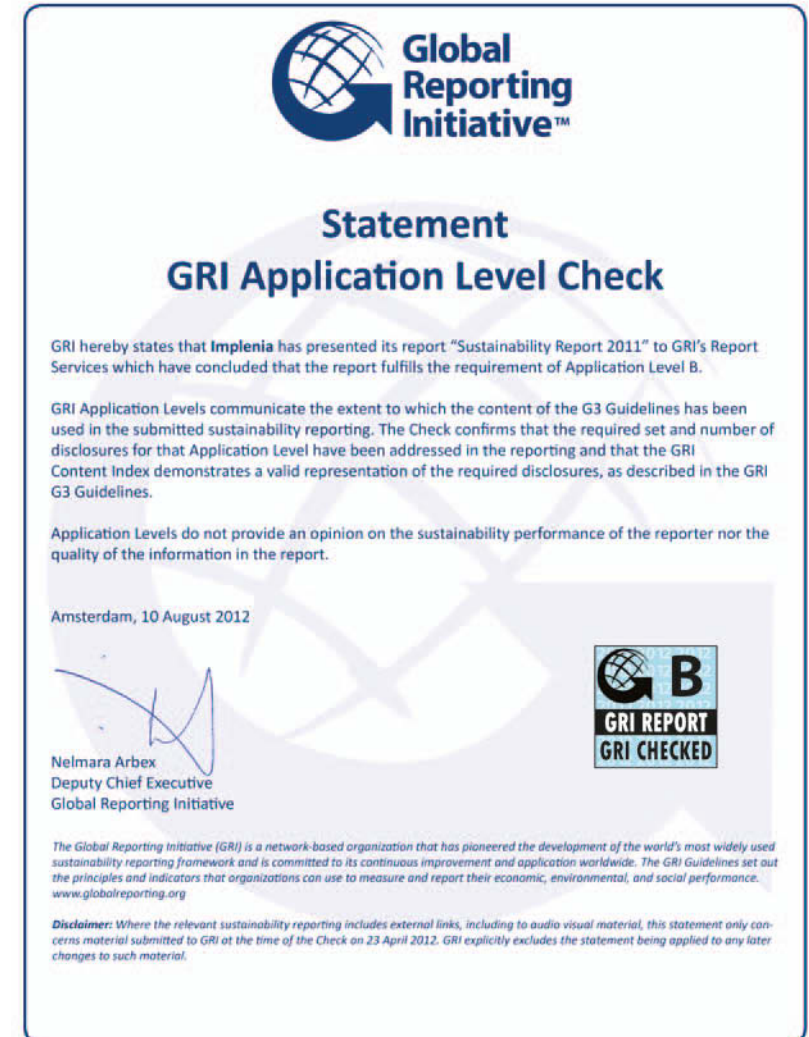 Global
Reporting
Initiative™
Statement
GRI Application Level Check
GRI hereby states that Implenia has presented its report “Sustainability Report 2011” to GRI’s Report
Services which have concluded that the report fulfills the requirement of Application Level B.
GRI Application Levels communicate the extent to which the content of the G3 Guidelines has been
used in the submitted sustainability reporting. The Check confirms that the required set and number of
disclosures for that Application Level have been addressed in the reporting and that the GRI
Content Index demonstrates a valid representation of the required disclosures, as described in the GRI
G3 Guidelines.
Application Levels do not provide an opinion on the sustainability performance of the reporter nor the
quality of the information in the report.
Amsterdam, 10 August 2012
B
GRI REPORT
GRI CHECKED
Nelmara Arbex
Deputy Chief Executive
Global Reporting Initiative
The Global Reporting Initiative (GRI) is a network-based organization that has pioneered the development of the world’s most widely used
sustainability reporting framework and is committed to its continuous improvement and application worldwide. The GRI Guidelines set out
the principles and indicators that organizations can use to measure and report their economic, environmental, and social performance.
www.globalreporting.org
Disclaimer: Where the relevant sustainability reporting includes external links, including to audio visual material, this statement only con-
cerns material submitted to GRI at the time of the Check on 23 April 2012. GRI explicitly excludes the statement being applied to any later
changes to such material.